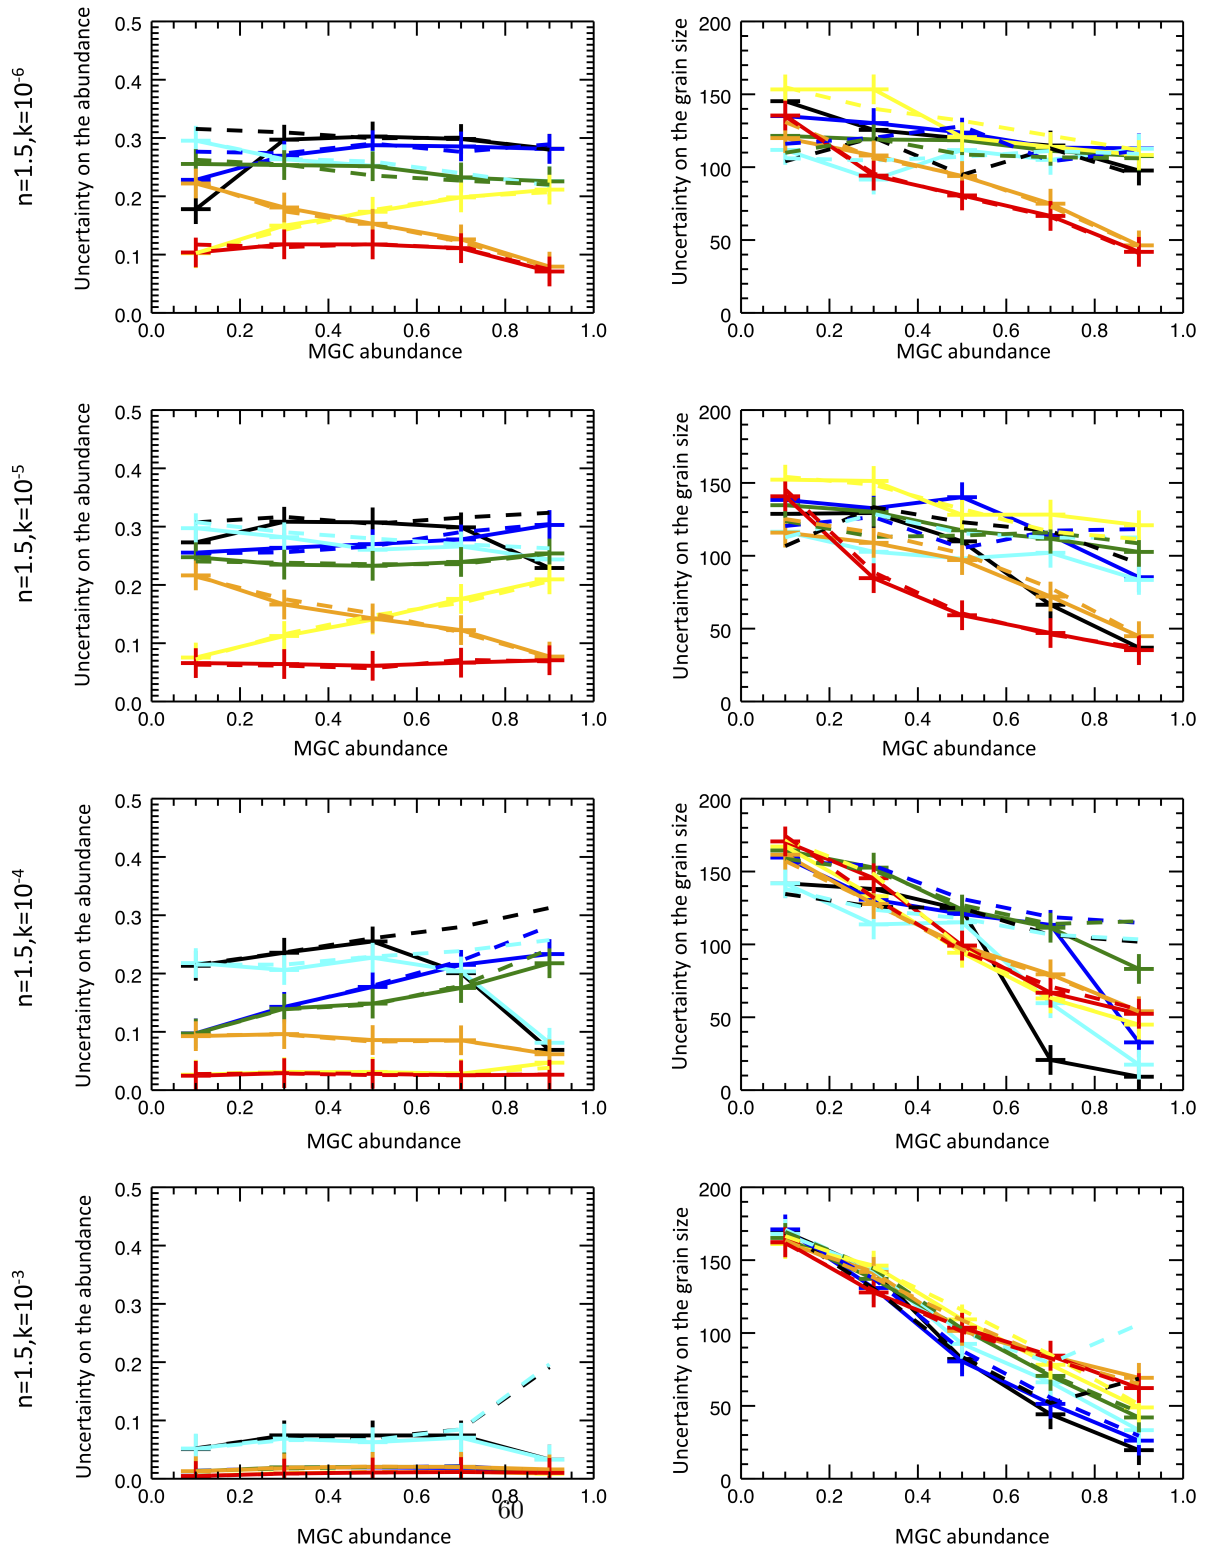 n=1.5,k=10-6
Uncertainty on the abundance
0.5
0.4
0.3
0.2
0.1
0.0
0.0 0.2 0.4 0.6 0.8 1.0
MGC abundance
Uncertainty on the grain size
200
150
100
50
0
0.0 0.2 0.4 0.6 0.8 1.0
MGC abundance
n=1.5,k=10-5
Uncertainty on the abundance
0.5
0.4
0.3
0.2
0.1
0.0
0.0 0.2 0.4 0.6 0.8 1.0
MGC abundance
Uncertainty on the grain size
200
150
100
50
0
0.0 0.2 0.4 0.6 0.8 1.0
MGC abundance
n=1.5,k=10-4
Uncertainty on the abundance
0.5
0.4
0.3
0.2
0.1
0.0
0.0 0.2 0.4 0.6 0.8 1.0
MGC abundance
Uncertainty on the grain size
200
150
100
50
0
0.0 0.2 0.4 0.6 0.8 1.0
MGC abundance
n=1.5,k=10-3
Uncertainty on the abundance
0.5
0.4
0.3
0.2
0.1
0.0
0.0 0.2 0.4 0.6 0.8 1.0
MGC abundance
Uncertainty on the grain size
200
150
100
50
0
0.0 0.2 0.4 0.6 0.8 1.0
MGC abundance
60